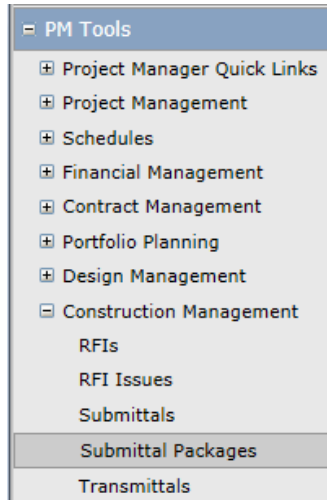 PM Tools
Project Manager Quick Links
Project Management
Schedules
Financial Management
Contract Management
Portfolio Planning
Design Management
Construction Management
RFIs
RFI Issues
Submittals
Submittal Packages
Transmittals